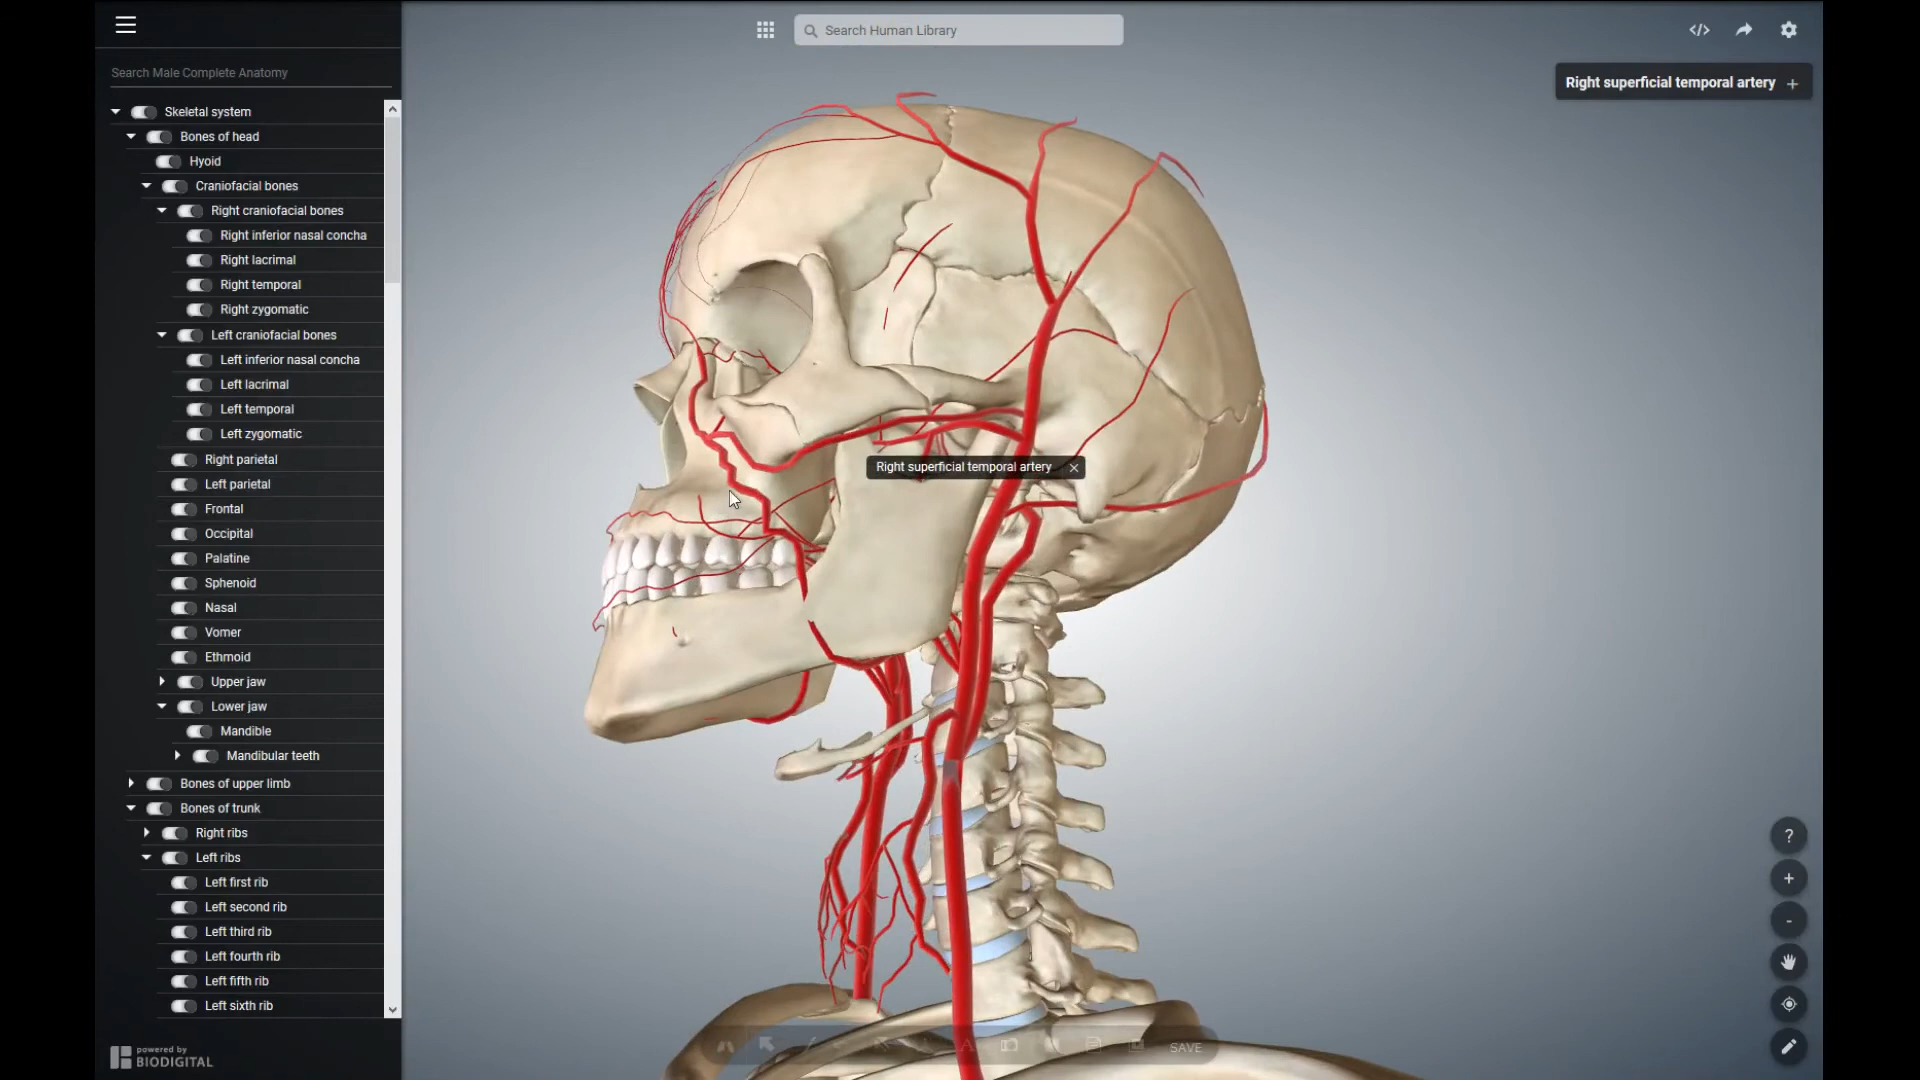 Search Human Library
</>
Search Male Complete Anatomy
Right superficial temporal artery +
Skeletal system
Bones of head
Hyoid
Craniofacial bones
Right craniofacial bones
Right inferior nasal concha
Right lacrimal
Right temporal
Right zygomatic
Left craniofacial bones
Left inferior nasal concha
Left lacrimal
Left temporal
Left zygomatic
Right parietal
Left parietal
Frontal
Occipital
Palatine
Sphenoid
Nasal
Vomer
Ethmoid
Upper jaw
Lower jaw
Mandible
Mandibular teeth
Bones of upper limb
Bones of trunk
Right ribs
Left ribs
Left first rib
Left second rib
Left third rib
Left fourth rib
Left fifth rib
Left sixth rib
Right superficial temporal artery ×
?
+
-
SAVE
powered by
BIODIGITAL